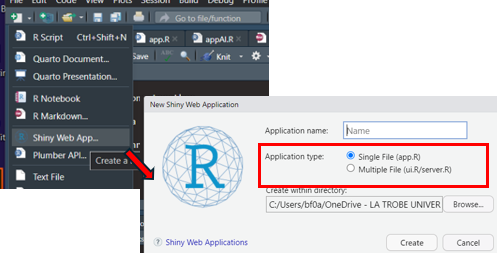 File Edit Code View Plots Session Build Debug Profile
Go to file/function
R Script Ctrl+Shift+N
app.R
appAI.R
Quarto Document...
Save
ABC
Knit
Quarto Presentation...
R Notebook
R Markdown...
Shiny Web App...
Plumber API...
Create a
Text File
New Shiny Web Application
Application name:
Name
R
Application type:
Single File (app.R)
Multiple File (ui.R/server.R)
Create within directory:
C:/Users/bf0a/OneDrive - LA TROBE UNIVER
Browse...
? Shiny Web Applications
Create
Cancel